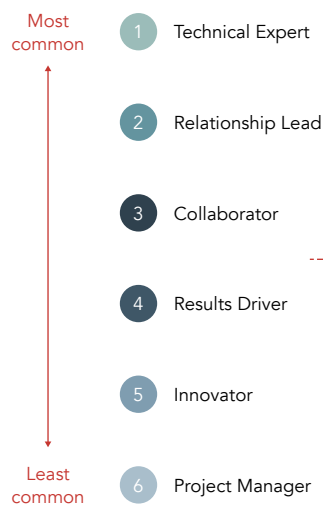 Most
common
1 Technical Expert
2 Relationship Lead
3 Collaborator
4 Results Driver
5 Innovator
Least
common
6 Project Manager